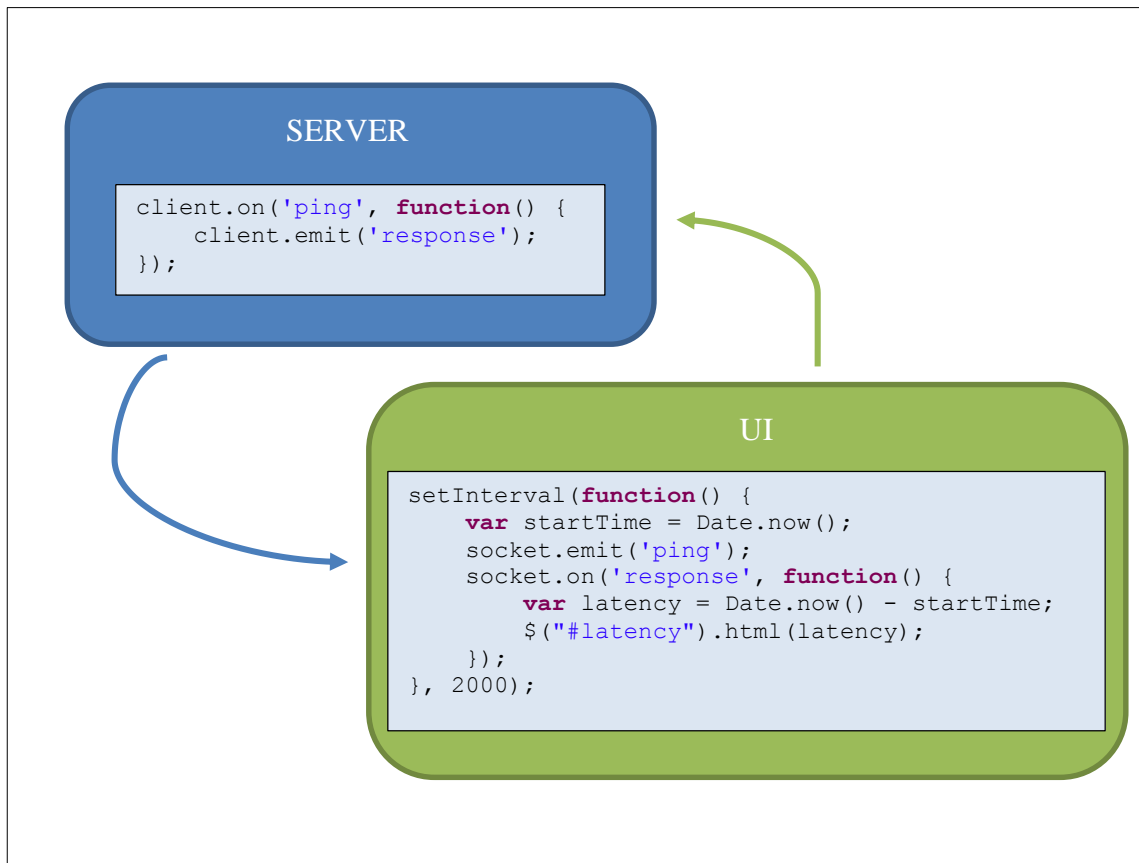 SERVER
client.on('ping', function() {
    client.emit('response');
});
UI
setInterval(function() {
    var startTime = Date.now();
    socket.emit('ping');
    socket.on('response', function() {
        var latency = Date.now() - startTime;
        $("#latency").html(latency);
    });
}, 2000);